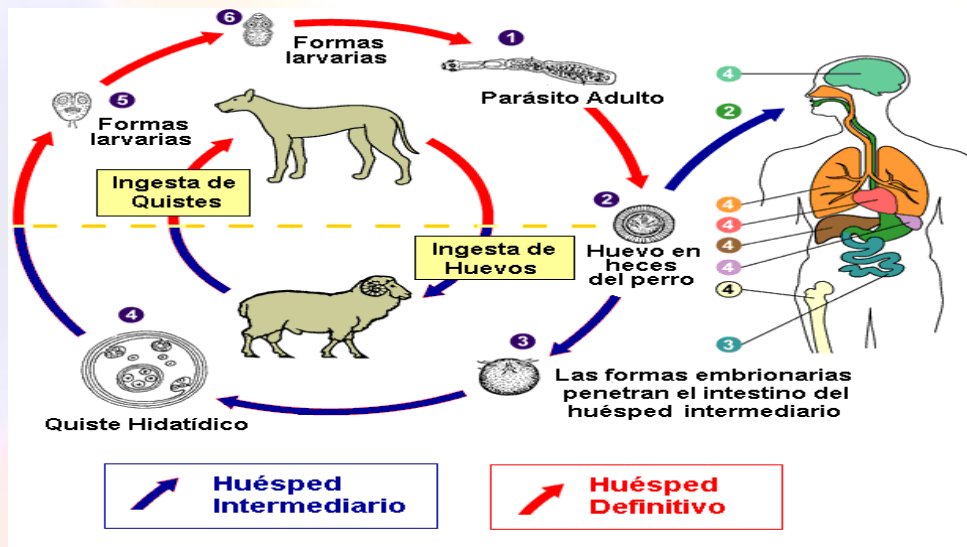 6
Formas
larvarias
1
Parásito Adulto
5
Formas
larvarias
Ingesta de
Quistes
Ingesta de
Huevos
2
Huevo en
heces
del perro
4
Quiste Hidatídico
3
Las formas embrionarias
penetran el intestino del
huésped intermediario
4
2
4
4
4
4
4
3
Huésped
Intermediario
Huésped
Definitivo